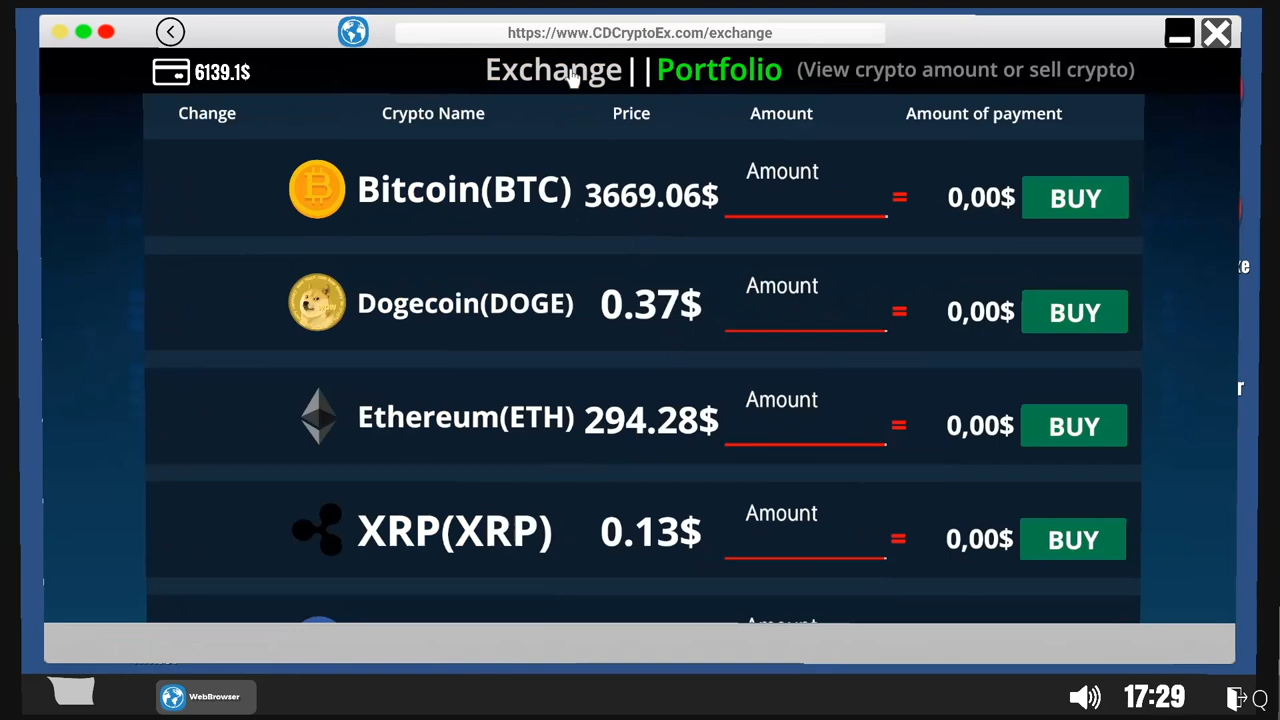 https://www.CDCryptoEx.com/exchange
6139.1$ Exchange||Portfolio (View crypto amount or sell crypto)
Change Crypto Name Price Amount Amount of payment
Bitcoin(BTC) 3669.06$ Amount = 0,00$ BUY
Dogecoin(DOGE) 0.37$ Amount = 0,00$ BUY
Ethereum(ETH) 294.28$ Amount = 0,00$ BUY
XRP(XRP) 0.13$ Amount = 0,00$ BUY
Amount
WebBrowser 17:29 Q